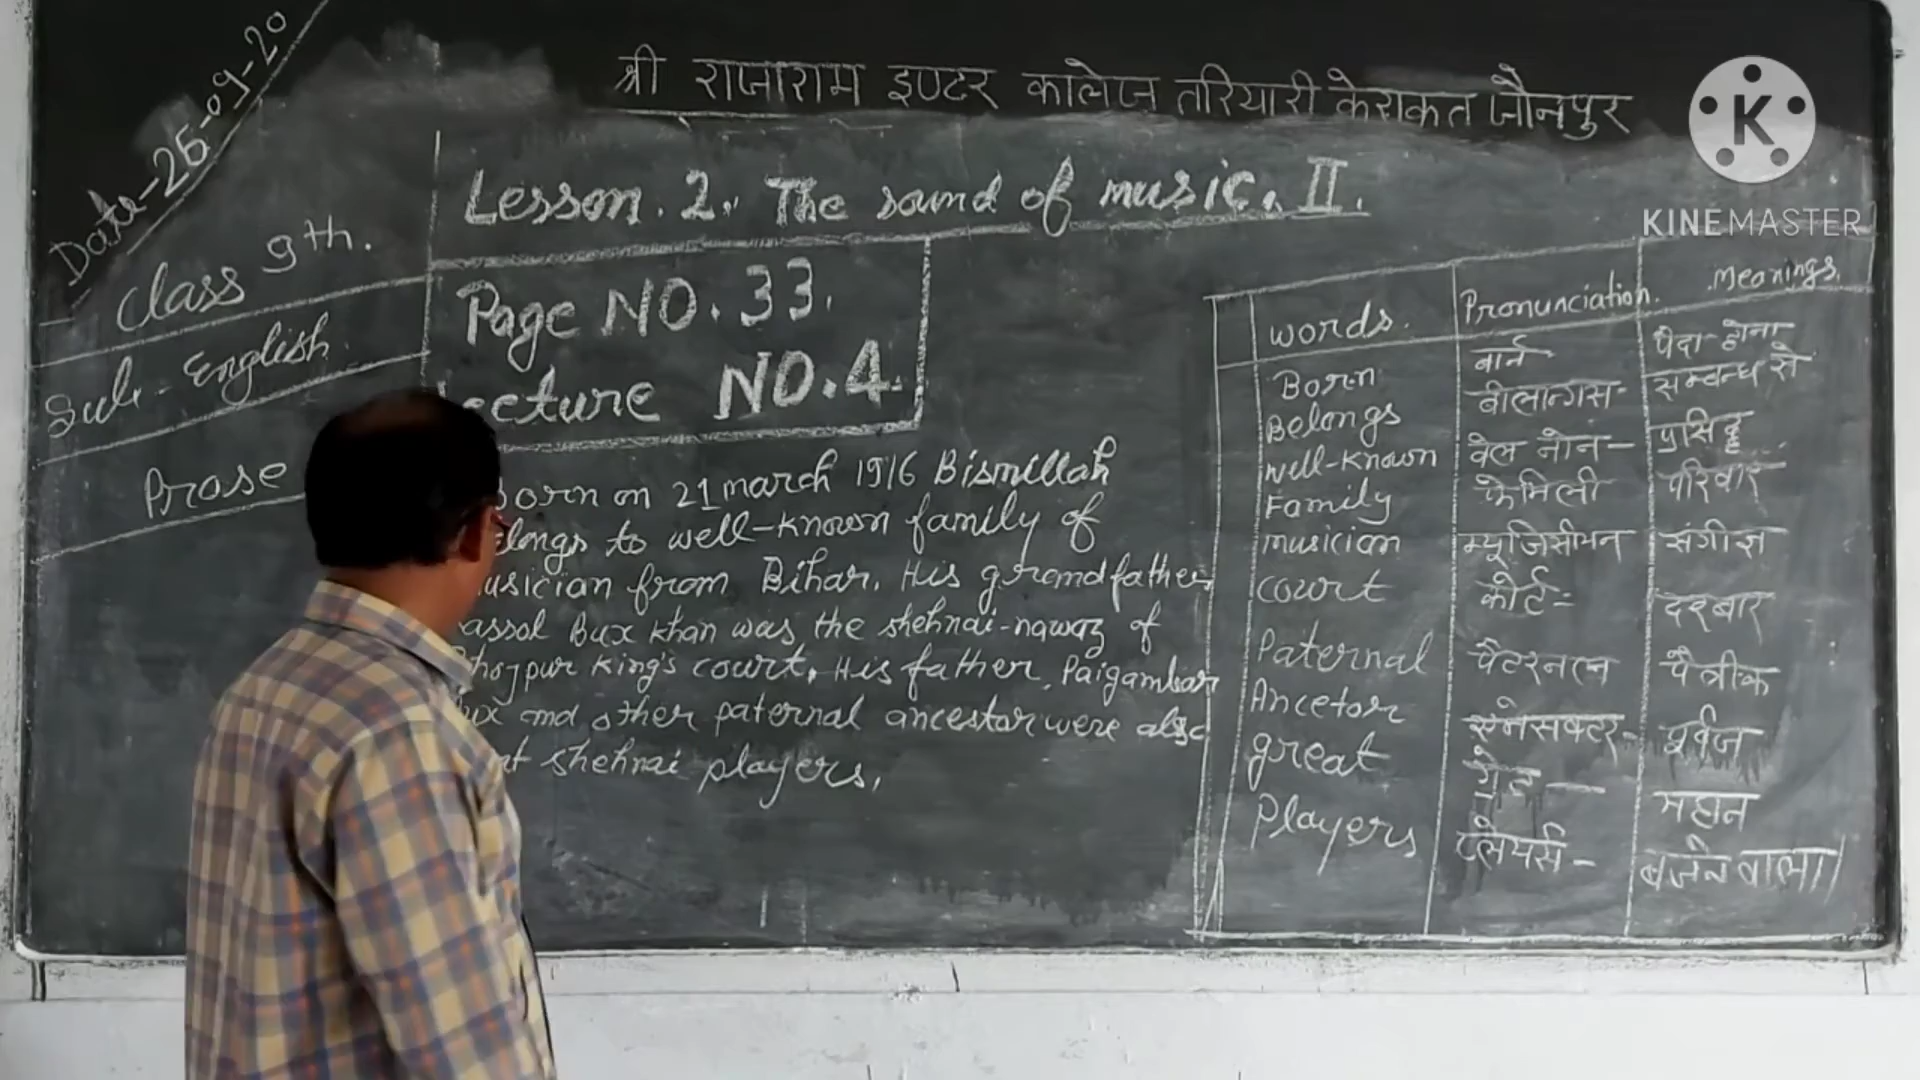 श्री राजाराम इण्टर कालेज तरियारी केराकत जौनपुर
K
KINEMASTER
Date-26-09-20
Class 9th.
Sub - English
Prose
Lesson. 2. The sound of music. II.
Page NO. 33.
ecture NO.4.
orn on 21 march 1916 Bismillah
elongs to well-known family of
usician from Bihar. His grandfather
assol Bux Khan was the shehnai-nawaz of
hojpur King's court. His father, Paigambar
ux and other paternal ancestor were also
at shehnai players.
words. Pronunciation. Meanings.
Born बार्न पैदा-होना
Belongs बीलान्गस- सम्बन्ध से
Well-Known वेल नोन- प्रसिद्ध
Family फेमिली परिवार
musician म्यूजिसीयन संगीज्ञ
court कोर्ट= दरबार
Paternal पैटरनल पैत्रीक
Ancetor एनेसक्टर- पूर्वज
great ग्रेट — महान
Players प्लेयर्स - बजाने वाला।